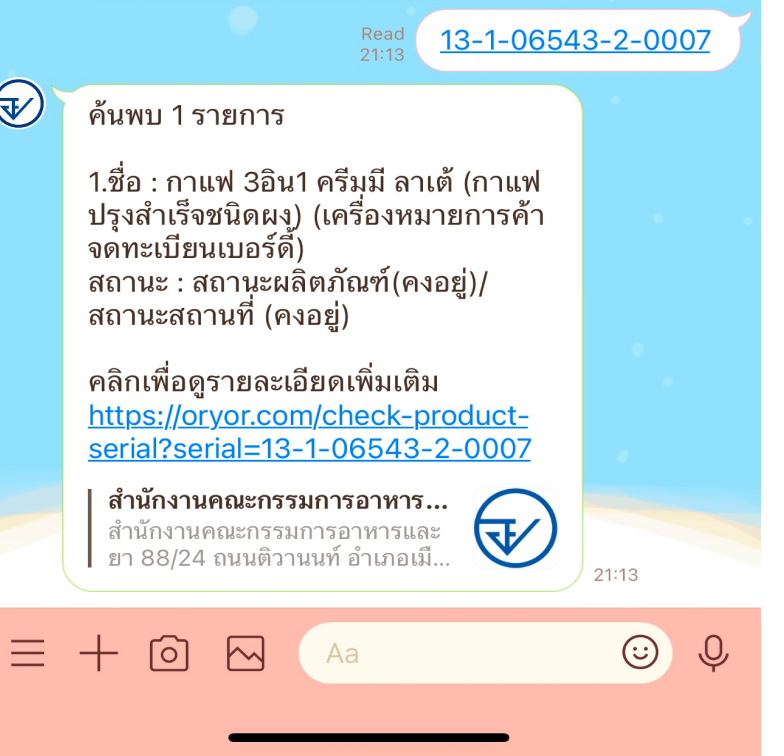 Read
21:13
13-1-06543-2-0007
ค้นพบ 1 รายการ
1.ชื่อ : กาแฟ 3อิน1 ครีมมี ลาเต้ (กาแฟ
ปรุงสำเร็จชนิดผง) (เครื่องหมายการค้า
จดทะเบียนเบอร์ดี้)
สถานะ : สถานะผลิตภัณฑ์(คงอยู่)/
สถานะสถานที่ (คงอยู่)
คลิกเพื่อดูรายละเอียดเพิ่มเติม
https://oryor.com/check-product-
serial?serial=13-1-06543-2-0007
สำนักงานคณะกรรมการอาหาร...
สำนักงานคณะกรรมการอาหารและ
ยา 88/24 ถนนติวานนท์ อำเภอเมื...
21:13
Aa